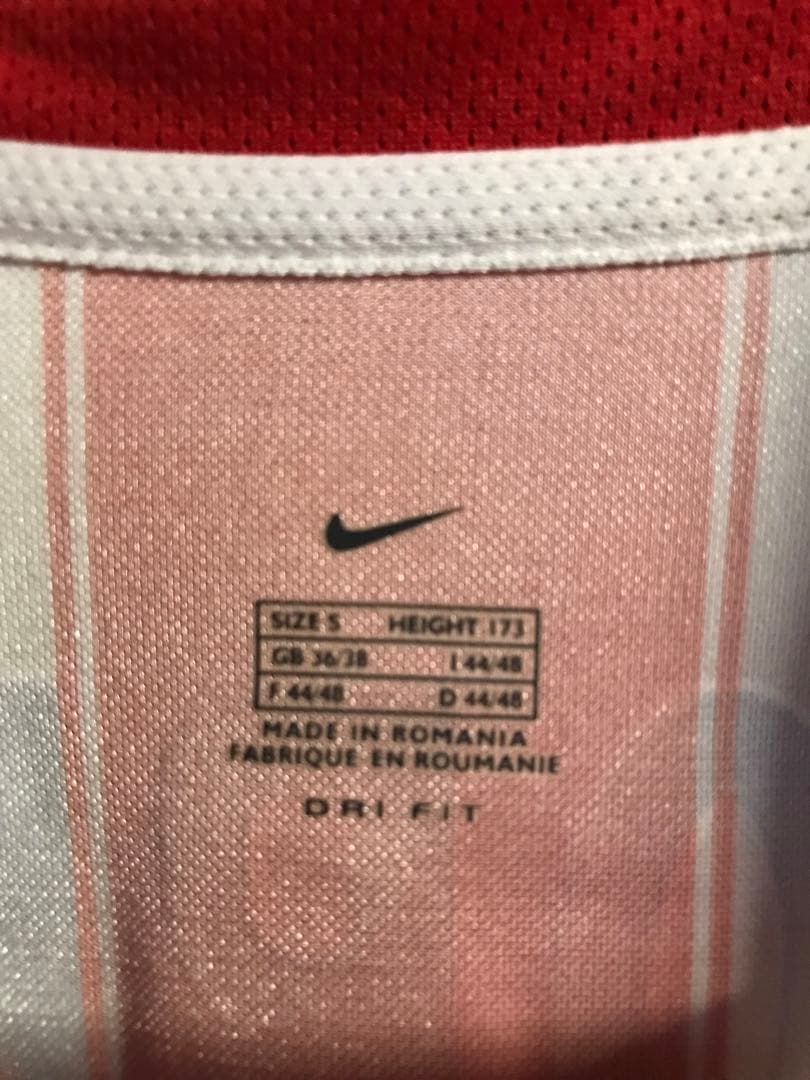 SIZE S HEIGHT 173
GB 36/38 I 44/48
F 44/48 D 44/48
MADE IN ROMANIA
FABRIQUE EN ROUMANIE
DRI FIT